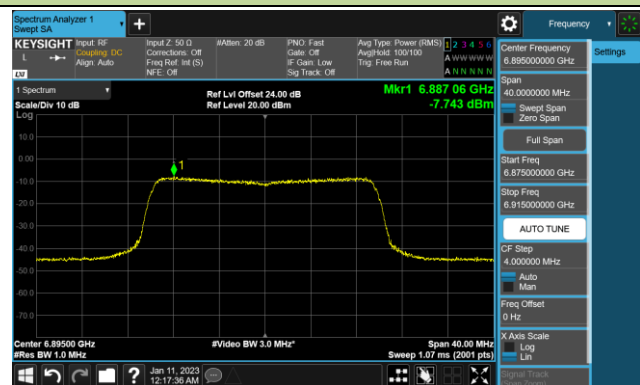 Spectrum Analyzer 1
Swept SA
Frequency
KEYSIGHT
L
LXI
Input: RF
Coupling: DC
Align: Auto
Input Z: 50 Ω
Corrections: Off
Freq Ref: Int (S)
NFE: Off
#Atten: 20 dB
PNO: Fast
Gate: Off
IF Gain: Low
Sig Track: Off
Avg Type: Power (RMS)
Avg|Hold: 100/100
Trig: Free Run
1 2 3 4 5 6
A W W W W W
A N N N N N
1 Spectrum
Scale/Div 10 dB
Log
Ref Lvl Offset 24.00 dB
Ref Level 20.00 dBm
Mkr1 6.887 06 GHz
-7.743 dBm
10.0
0.00
-10.0
-20.0
-30.0
-40.0
-50.0
-60.0
-70.0
1
Center 6.89500 GHz
#Res BW 1.0 MHz
#Video BW 3.0 MHz*
Span 40.00 MHz
Sweep 1.07 ms (2001 pts)
Jan 11, 2023
12:17:36 AM
Center Frequency
6.895000000 GHz
Span
40.0000000 MHz
Swept Span
Zero Span
Full Span
Start Freq
6.875000000 GHz
Stop Freq
6.915000000 GHz
AUTO TUNE
CF Step
4.000000 MHz
Auto
Man
Freq Offset
0 Hz
X Axis Scale
Log
Lin
Signal Track
Settings